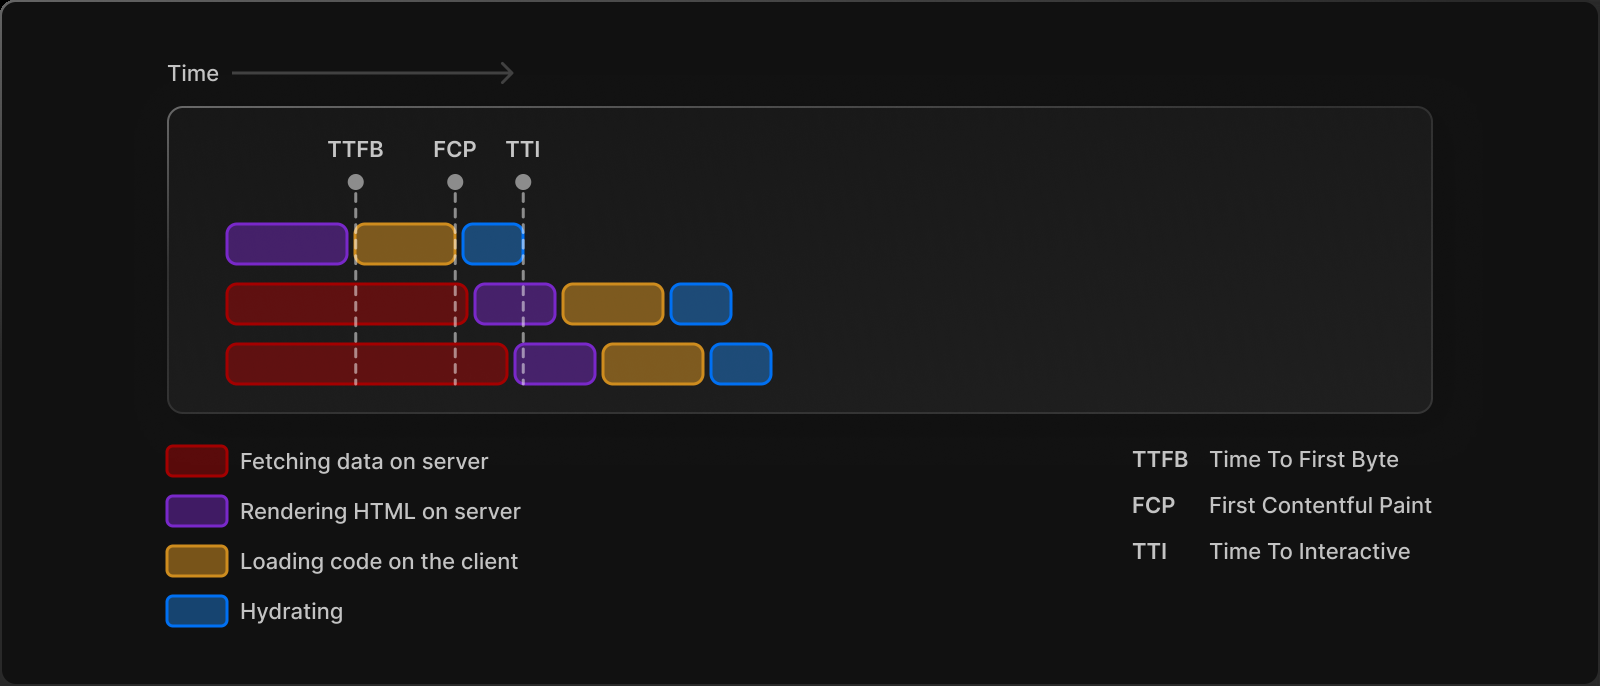 Time
TTFB FCP TTI
Fetching data on server
Rendering HTML on server
Loading code on the client
Hydrating
TTFB Time To First Byte
FCP First Contentful Paint
TTI Time To Interactive